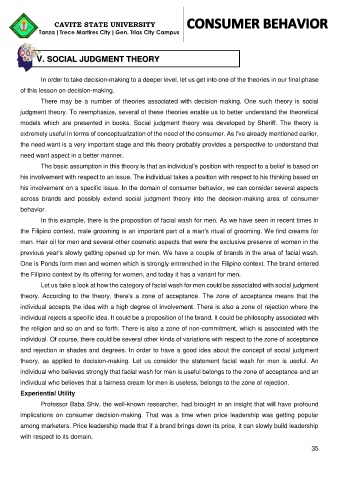 CAVITE STATE UNIVERSITY
Tanza | Trece Martires City | Gen. Trias City Campus
CONSUMER BEHAVIOR
V. SOCIAL JUDGMENT THEORY
In order to take decision-making to a deeper level, let us get into one of the theories in our final phase
of this lesson on decision-making.
There may be a number of theories associated with decision-making. One such theory is social
judgment theory. To reemphasize, several of these theories enable us to better understand the theoretical
models which are presented in books. Social judgment theory was developed by Sheriff. The theory is
extremely useful in terms of conceptualization of the need of the consumer. As I've already mentioned earlier,
the need want is a very important stage and this theory probably provides a perspective to understand that
need want aspect in a better manner.
The basic assumption in this theory is that an individual's position with respect to a belief is based on
his involvement with respect to an issue. The individual takes a position with respect to his thinking based on
his involvement on a specific issue. In the domain of consumer behavior, we can consider several aspects
across brands and possibly extend social judgment theory into the decision-making area of consumer
behavior.
In this example, there is the proposition of facial wash for men. As we have seen in recent times in
the Filipino context, male grooming is an important part of a man's ritual of grooming. We find creams for
men. Hair oil for men and several other cosmetic aspects that were the exclusive preserve of women in the
previous year's slowly getting opened up for men. We have a couple of brands in the area of facial wash.
One is Ponds form men and women which is strongly entrenched in the Filipino context. The brand entered
the Filipino context by its offering for women, and today it has a variant for men.
Let us take a look at how the category of facial wash for men could be associated with social judgment
theory. According to the theory, there's a zone of acceptance. The zone of acceptance means that the
individual accepts the idea with a high degree of involvement. There is also a zone of rejection where the
individual rejects a specific idea. It could be a proposition of the brand. It could be philosophy associated with
the religion and so on and so forth. There is also a zone of non-commitment, which is associated with the
individual. Of course, there could be several other kinds of variations with respect to the zone of acceptance
and rejection in shades and degrees. In order to have a good idea about the concept of social judgment
theory, as applied to decision-making. Let us consider the statement facial wash for men is useful. An
individual who believes strongly that facial wash for men is useful belongs to the zone of acceptance and an
individual who believes that a fairness cream for men is useless, belongs to the zone of rejection.
Experiential Utility
Professor Baba Shiv, the well-known researcher, had brought in an insight that will have profound
implications on consumer decision-making. That was a time when price leadership was getting popular
among marketers. Price leadership made that if a brand brings down its price, it can slowly build leadership
with respect to its domain.
35